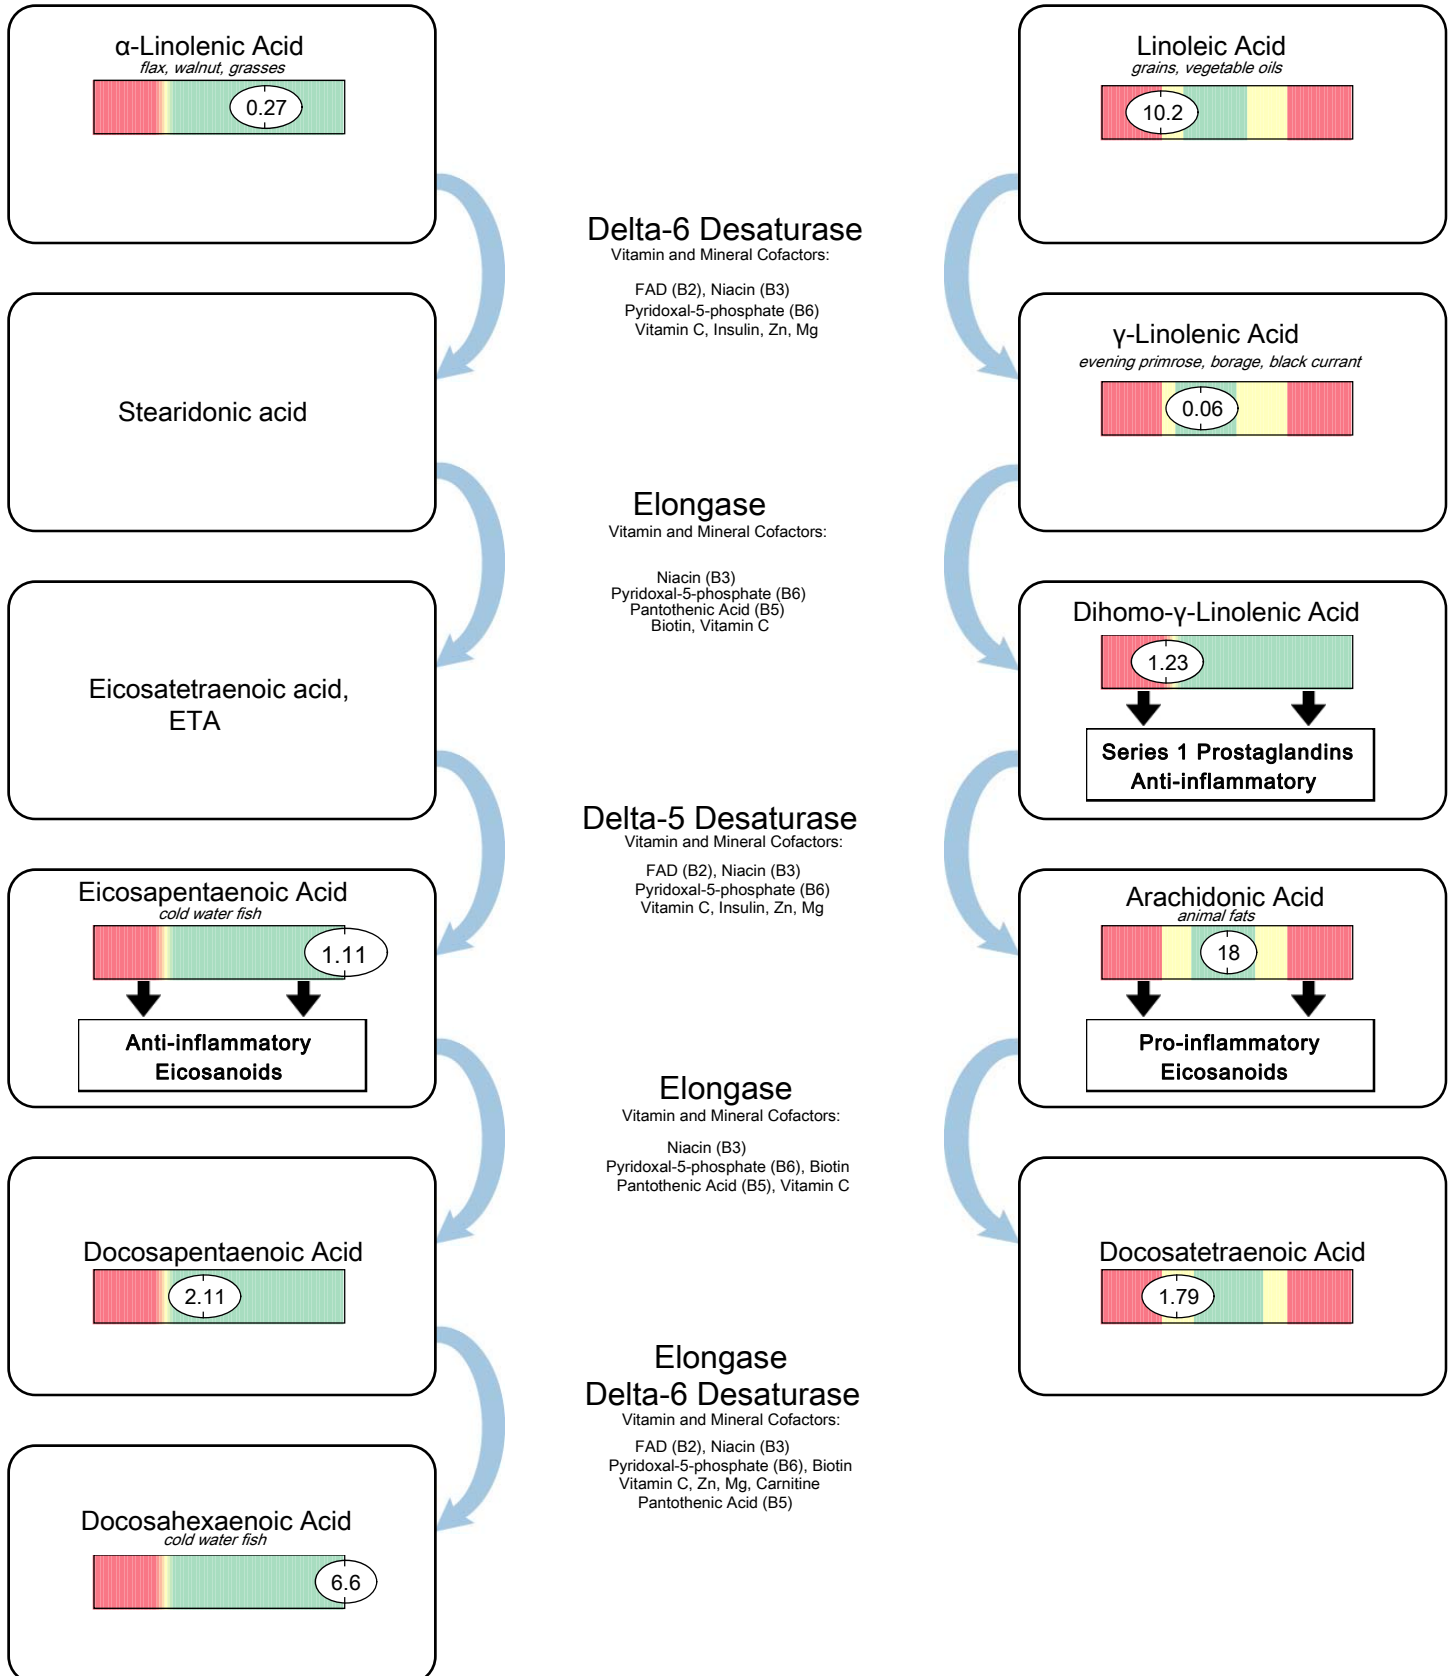 α-Linolenic Acid
flax, walnut, grasses
0.27
Linoleic Acid
grains, vegetable oils
10.2
Delta-6 Desaturase
Vitamin and Mineral Cofactors:
FAD (B2), Niacin (B3)
Pyridoxal-5-phosphate (B6)
Vitamin C, Insulin, Zn, Mg
Stearidonic acid
γ-Linolenic Acid
evening primrose, borage, black currant
0.06
Elongase
Vitamin and Mineral Cofactors:
Niacin (B3)
Pyridoxal-5-phosphate (B6)
Pantothenic Acid (B5)
Biotin, Vitamin C
Eicosatetraenoic acid,
ETA
Dihomo-γ-Linolenic Acid
1.23
Series 1 Prostaglandins
Anti-inflammatory
Delta-5 Desaturase
Vitamin and Mineral Cofactors:
FAD (B2), Niacin (B3)
Pyridoxal-5-phosphate (B6)
Vitamin C, Insulin, Zn, Mg
Eicosapentaenoic Acid
cold water fish
1.11
Anti-inflammatory
Eicosanoids
Arachidonic Acid
animal fats
18
Pro-inflammatory
Eicosanoids
Elongase
Vitamin and Mineral Cofactors:
Niacin (B3)
Pyridoxal-5-phosphate (B6), Biotin
Pantothenic Acid (B5), Vitamin C
Docosapentaenoic Acid
2.11
Docosatetraenoic Acid
1.79
Elongase
Delta-6 Desaturase
Vitamin and Mineral Cofactors:
FAD (B2), Niacin (B3)
Pyridoxal-5-phosphate (B6), Biotin
Vitamin C, Zn, Mg, Carnitine
Pantothenic Acid (B5)
Docosahexaenoic Acid
cold water fish
6.6